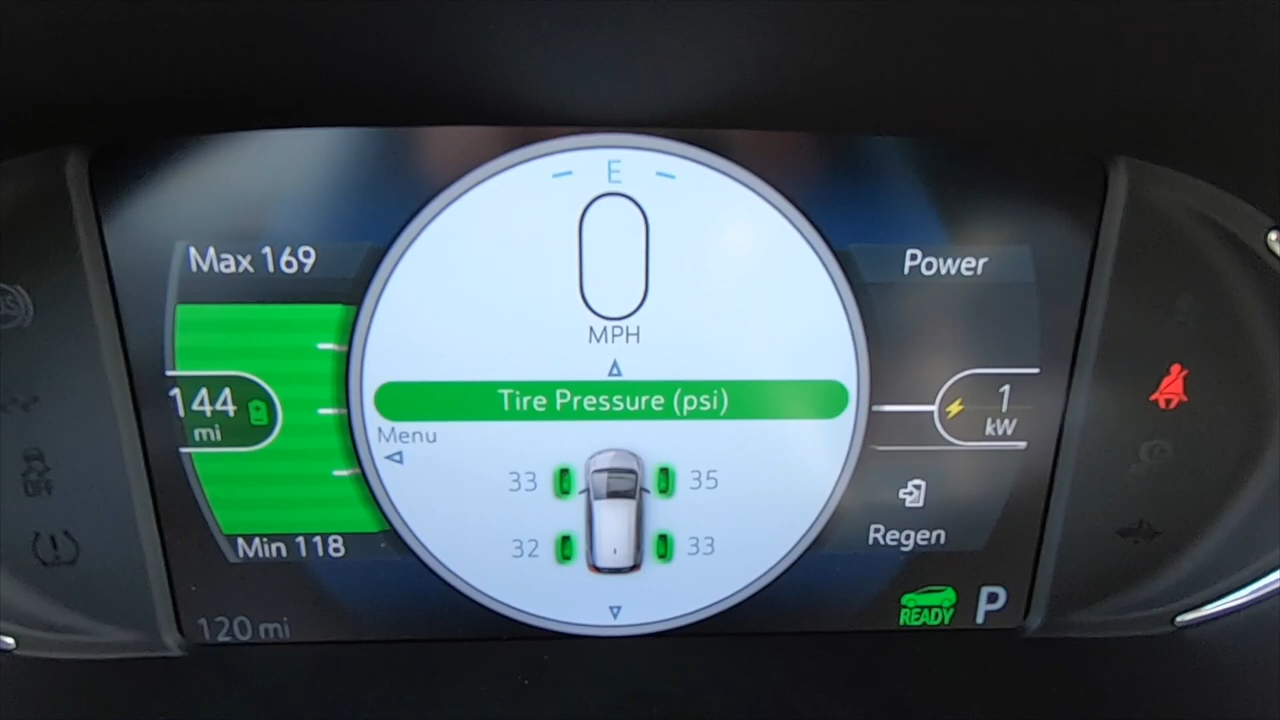 E
0
MPH
Max 169
144
mi
Min 118
120 mi
Tire Pressure (psi)
Menu
33 35
32 33
Power
1
kW
Regen
READY P